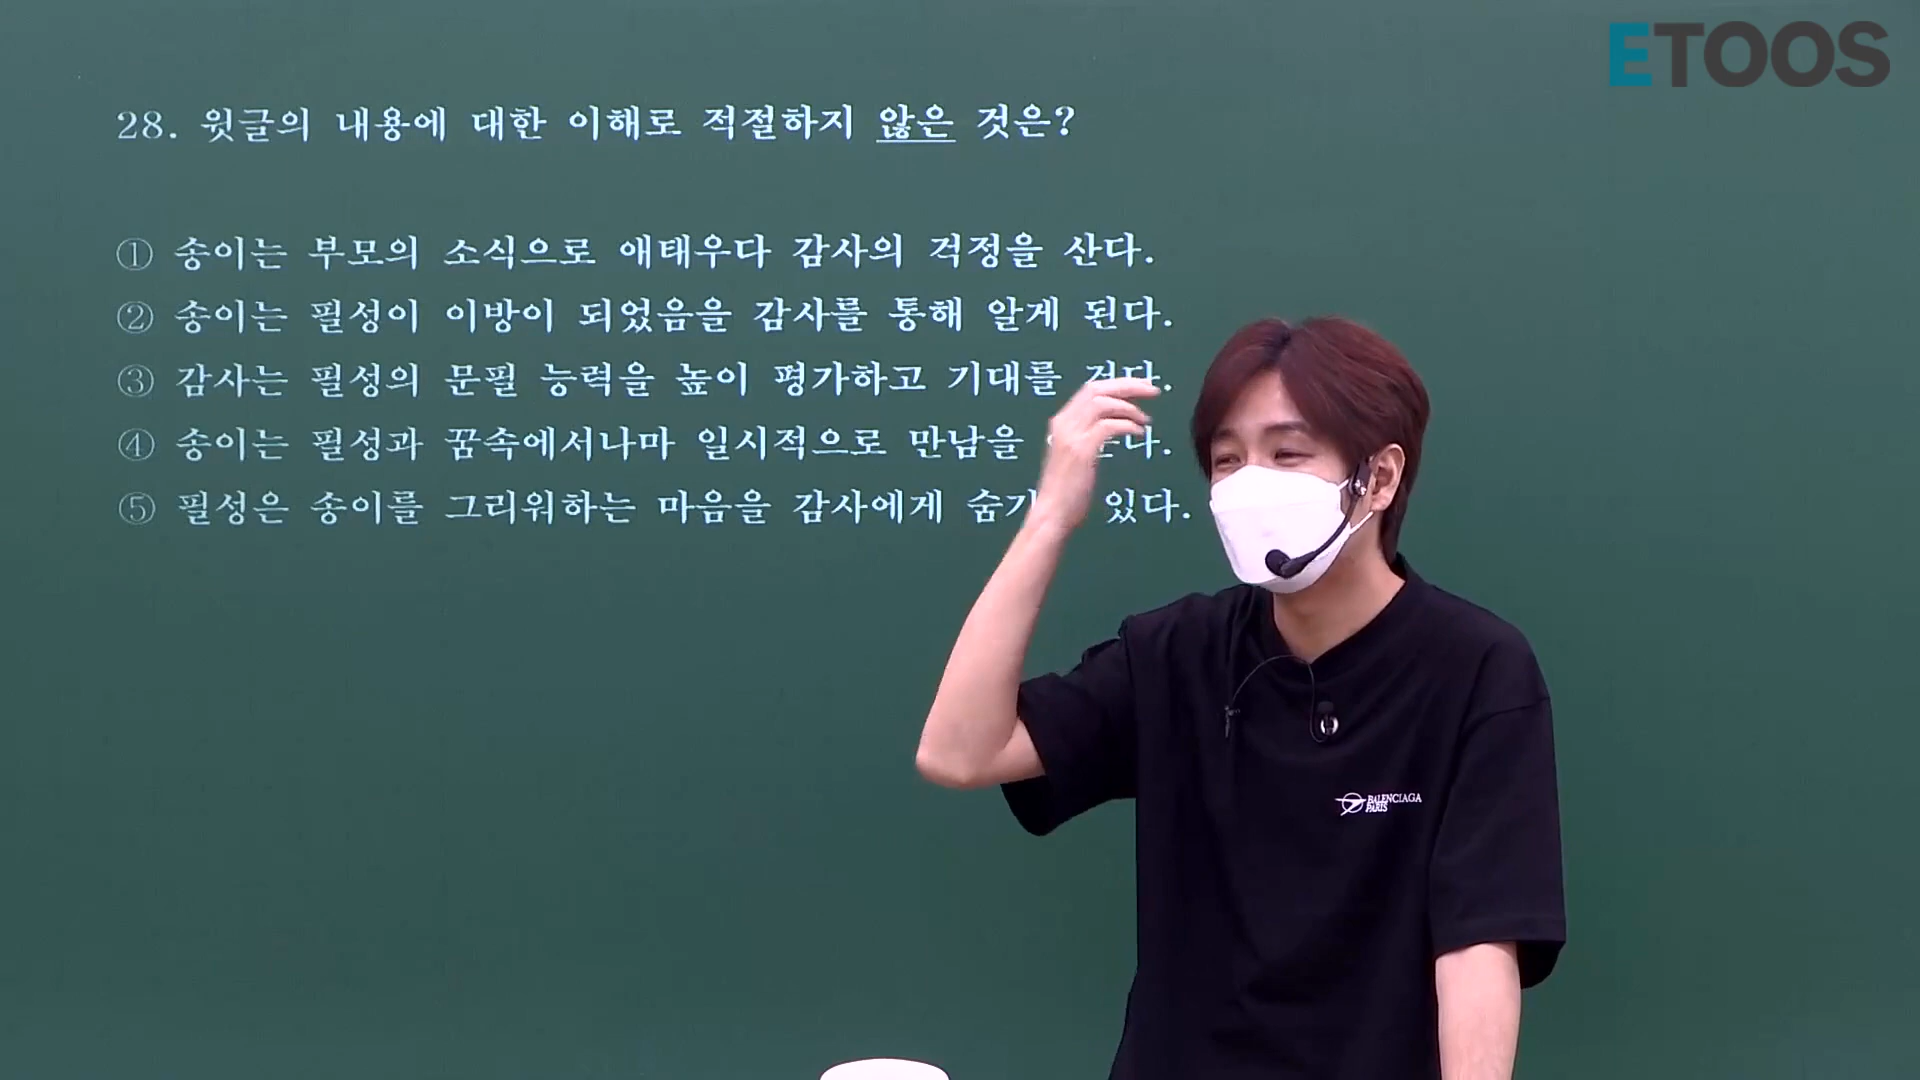 ETOOS
28. 윗글의 내용에 대한 이해로 적절하지 않은 것은?
① 송이는 부모의 소식으로 애태우다 감사의 걱정을 산다.
② 송이는 필성이 이방이 되었음을 감사를 통해 알게 된다.
③ 감사는 필성의 문필 능력을 높이 평가하고 기대를
④ 송이는 필성과 꿈속에서나마 일시적으로 만남을
⑤ 필성은 송이를 그리워하는 마음을 감사에게 있다.
BALENCIAGA
PARIS